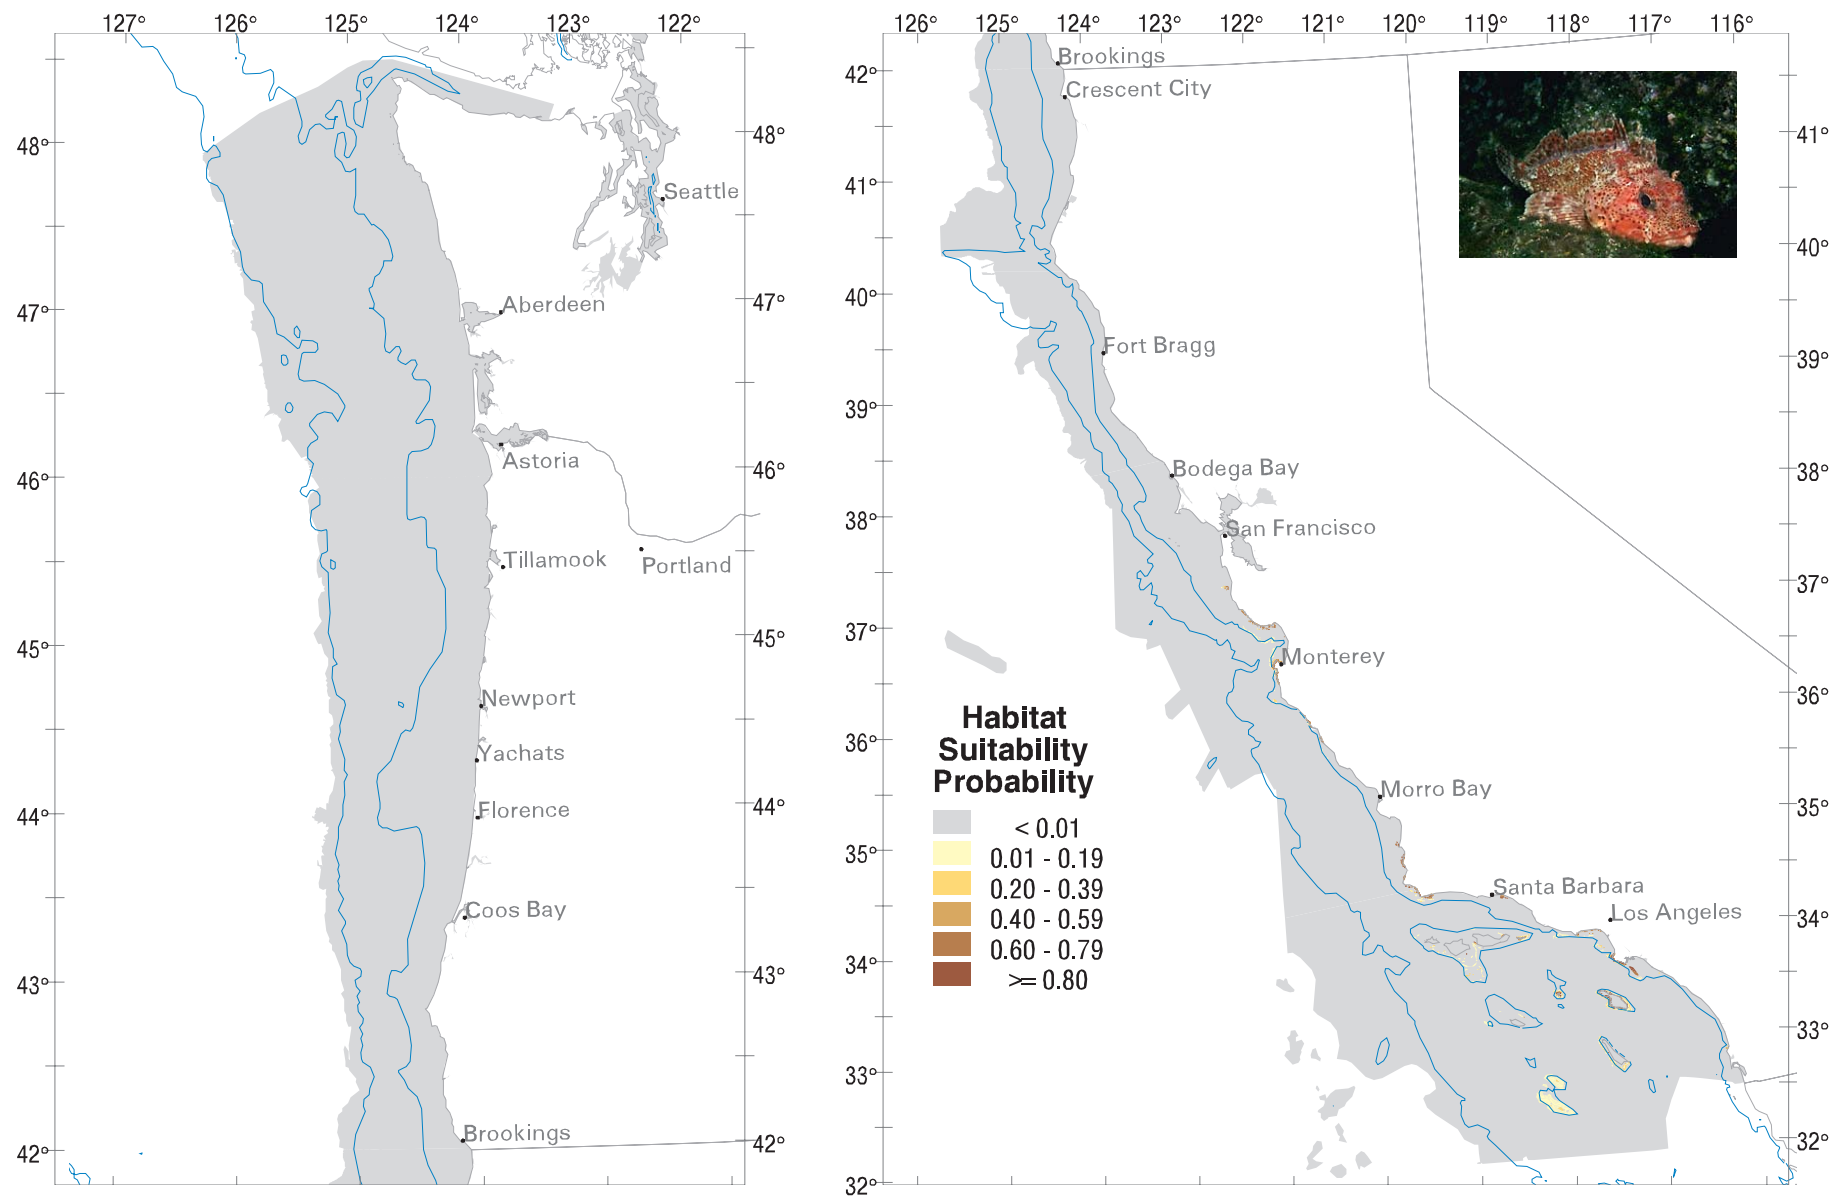 127° 126° 125° 124° 123° 122°
48°
47°
46°
45°
44°
43°
42°
48°
47°
46°
45°
44°
43°
42°
Seattle
Aberdeen
Astoria
Tillamook
Portland
Newport
Yachats
Florence
Coos Bay
Brookings
126° 125° 124° 123° 122° 121° 120° 119° 118° 117° 116°
42°
41°
40°
39°
38°
37°
36°
35°
34°
33°
32°
41°
40°
39°
38°
37°
36°
35°
34°
33°
32°
Brookings
Crescent City
Fort Bragg
Bodega Bay
San Francisco
Monterey
Morro Bay
Santa Barbara
Los Angeles
Habitat
Suitability
Probability
< 0.01
0.01 - 0.19
0.20 - 0.39
0.40 - 0.59
0.60 - 0.79
>= 0.80